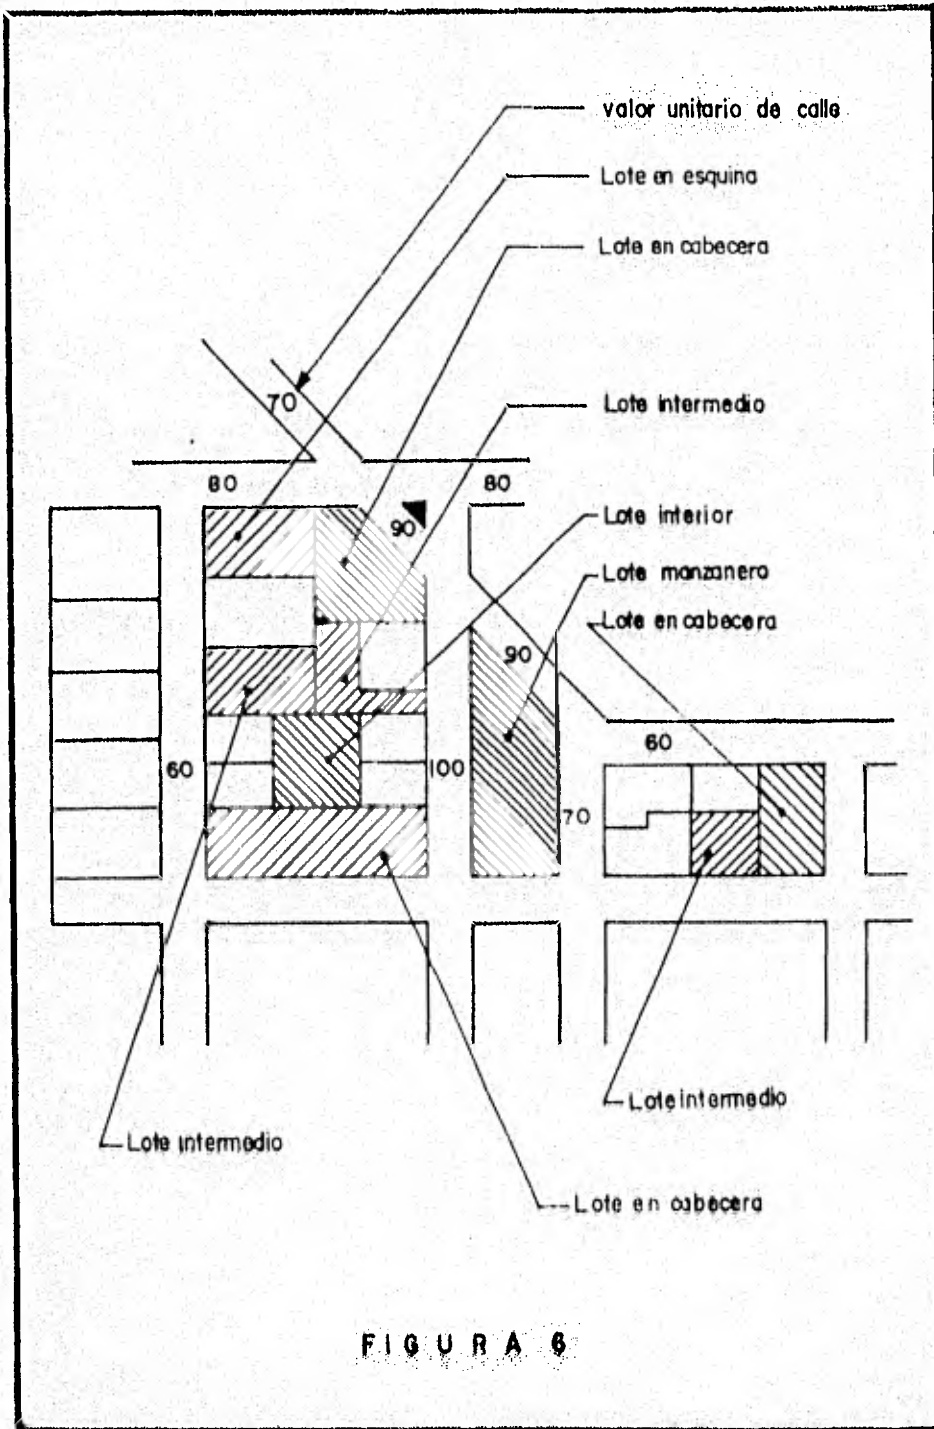 valor unitario de calle
Lote en esquina
Lote en cabecera
70
Lote intermedio
80
80
90
Lote interior
Lote manzanero
Lote en cabecera
90
60
60
100
70
Lote intermedio
Lote intermedio
Lote en cabecera
FIGURA 6